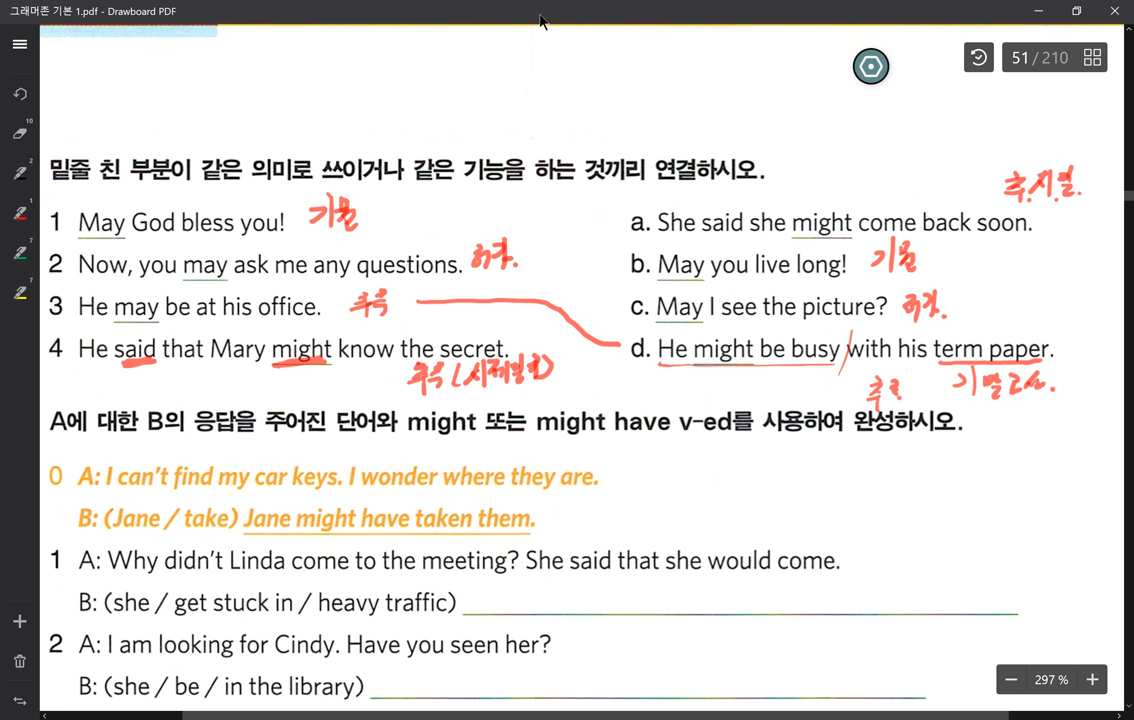 그래머존 기본 1.pdf - Drawboard PDF
51 / 210
밑줄 친 부분이 같은 의미로 쓰이거나 같은 기능을 하는 것끼리 연결하시오.
추.시.일.
1 May God bless you! 기원
a. She said she might come back soon.
2 Now, you may ask me any questions. 허가.
b. May you live long! 기원
3 He may be at his office. 추측
c. May I see the picture? 허가.
4 He said that Mary might know the secret.
d. He might be busy with his term paper.
추측 (시제일치)
추측
기말
A에 대한 B의 응답을 주어진 단어와 might 또는 might have v-ed를 사용하여 완성하시오.
0 A: I can't find my car keys. I wonder where they are.
B: (Jane / take) Jane might have taken them.
1 A: Why didn't Linda come to the meeting? She said that she would come.
B: (she / get stuck in / heavy traffic)
2 A: I am looking for Cindy. Have you seen her?
B: (she / be / in the library)
297 %
10
2
1
7
7